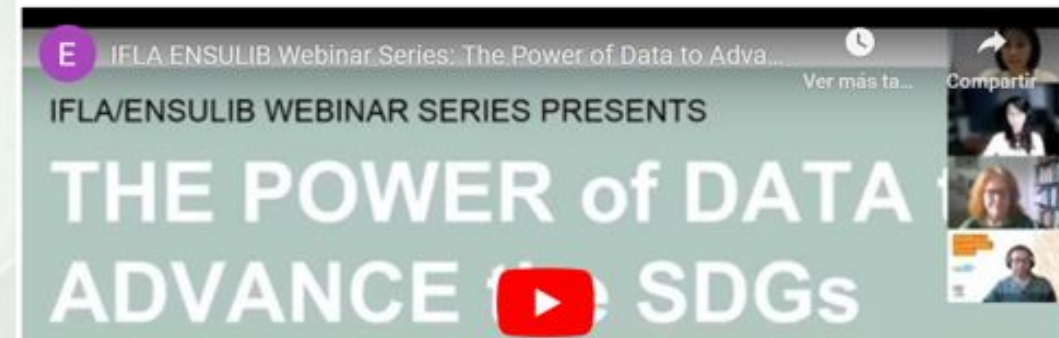 E
IFLA ENSULIB Webinar Series: The Power of Data to Adva...
Ver más ta...
Compartir
IFLA/ENSULIB WEBINAR SERIES PRESENTS
THE POWER of DATA
ADVANCE the SDGs